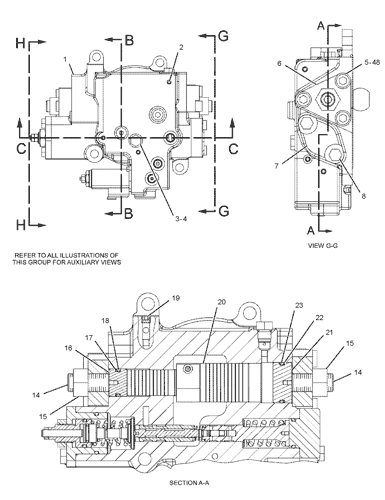 A
H
B
G
1
2
6
5-48
C
C
C
C
7
8
3-4
H
B
G
A
VIEW G-G
REFER TO ALL ILLUSTRATIONS OF
THIS GROUP FOR AUXILIARY VIEWS
19
20
23
18
22
17
21
16
15
14
14
15
SECTION A-A